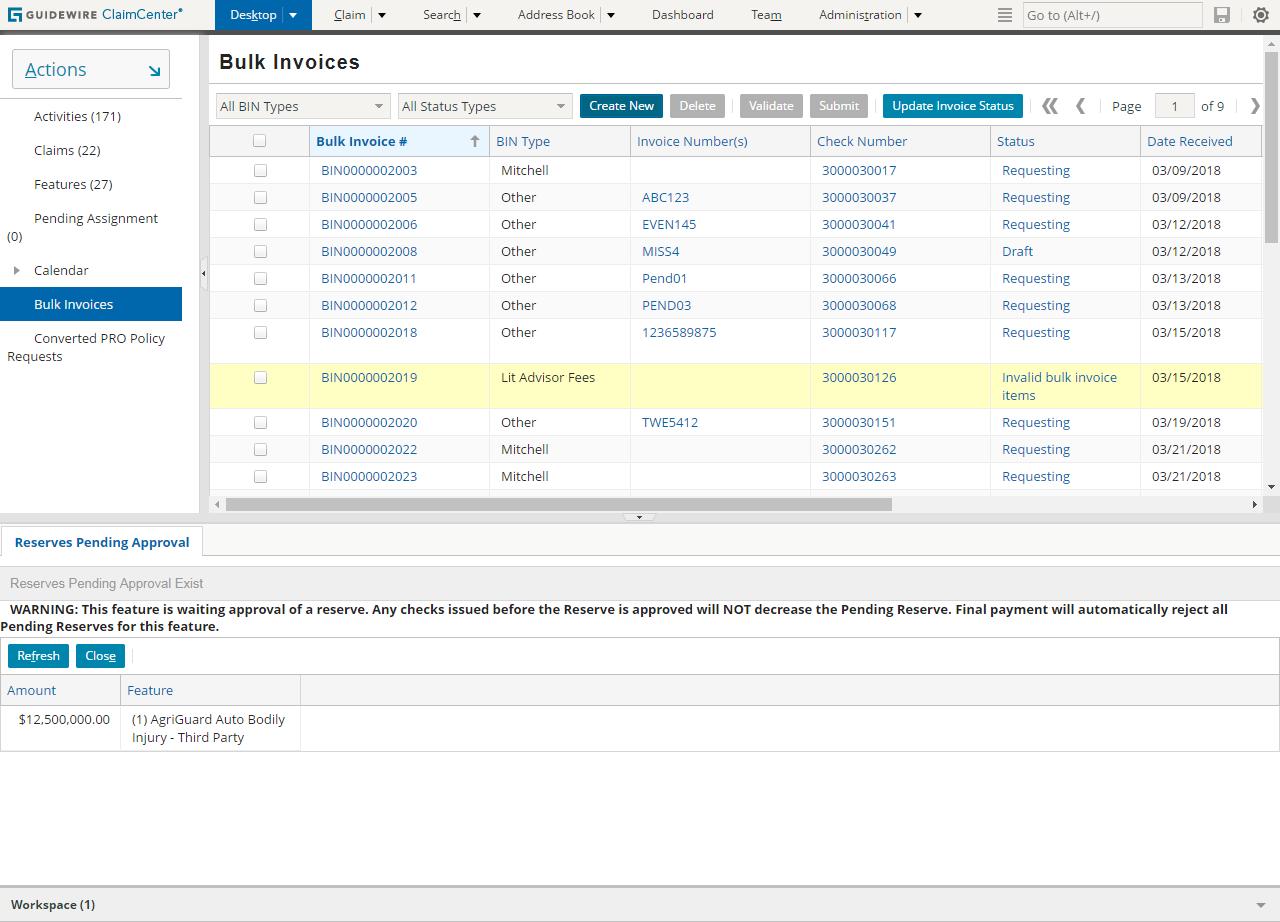 GUIDEWIRE ClaimCenter®
Desktop
Claim
Search
Address Book
Dashboard
Team
Administration
Go to (Alt+/)
Actions
Activities (171)
Claims (22)
Features (27)
Pending Assignment
(0)
Calendar
Bulk Invoices
Converted PRO Policy
Requests
Bulk Invoices
All BIN Types
All Status Types
Create New
Delete
Validate
Submit
Update Invoice Status
Page 1 of 9
Bulk Invoice # BIN Type Invoice Number(s) Check Number Status Date Received
BIN0000002003 Mitchell 3000030017 Requesting 03/09/2018
BIN0000002005 Other ABC123 3000030037 Requesting 03/09/2018
BIN0000002006 Other EVEN145 3000030041 Requesting 03/12/2018
BIN0000002008 Other MISS4 3000030049 Draft 03/12/2018
BIN0000002011 Other Pend01 3000030066 Requesting 03/13/2018
BIN0000002012 Other PEND03 3000030068 Requesting 03/13/2018
BIN0000002018 Other 1236589875 3000030117 Requesting 03/15/2018
BIN0000002019 Lit Advisor Fees 3000030126 Invalid bulk invoice 03/15/2018
items
BIN0000002020 Other TWE5412 3000030151 Requesting 03/19/2018
BIN0000002022 Mitchell 3000030262 Requesting 03/21/2018
BIN0000002023 Mitchell 3000030263 Requesting 03/21/2018
Reserves Pending Approval
Reserves Pending Approval Exist
WARNING: This feature is waiting approval of a reserve. Any checks issued before the Reserve is approved will NOT decrease the Pending Reserve. Final payment will automatically reject all
Pending Reserves for this feature.
Refresh
Close
Amount Feature
$12,500,000.00 (1) AgriGuard Auto Bodily
Injury - Third Party
Workspace (1)